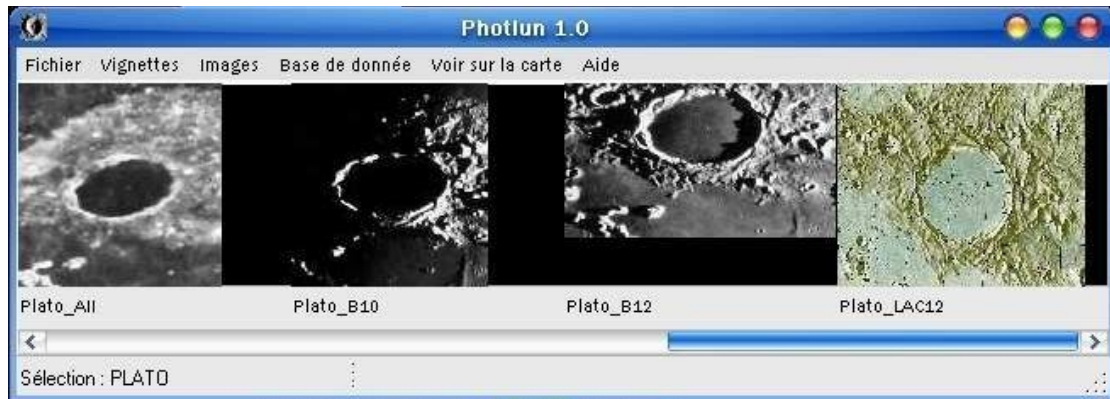 Photlun 1.0
Fichier Vignettes Images Base de donnée Voir sur la carte Aide
Plato_AII Plato_B10 Plato_B12 Plato_LAC12
Sélection : PLATO